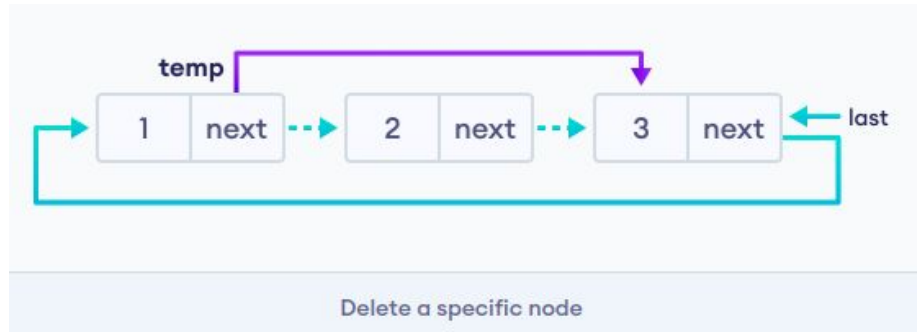 temp
1 next 2 next 3 next last
Delete a specific node